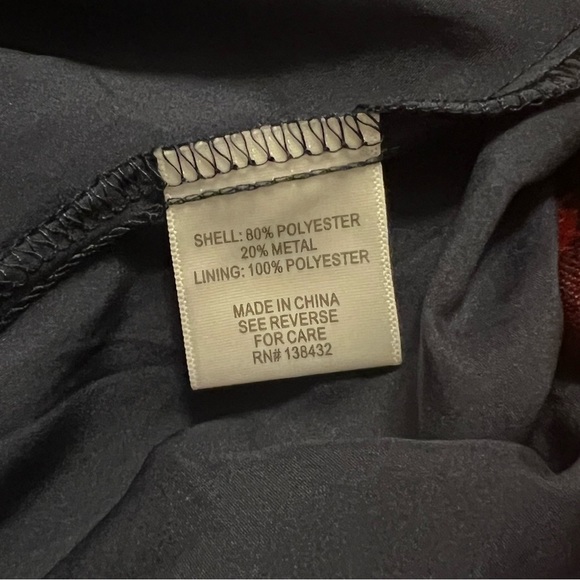 SHELL: 80% POLYESTER
20% METAL
LINING: 100% POLYESTER
MADE IN CHINA
SEE REVERSE
FOR CARE
RN# 138432